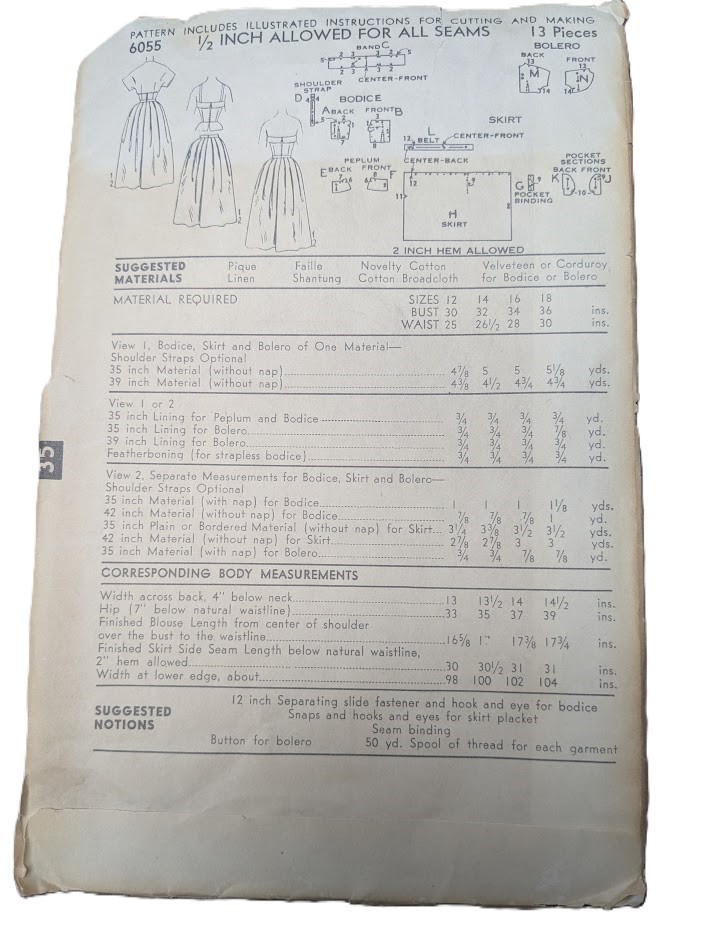 PATTERN INCLUDES ILLUSTRATED INSTRUCTIONS FOR CUTTING AND MAKING
6055 1/2 INCH ALLOWED FOR ALL SEAMS 13 Pieces
BAND C
CENTER-FRONT
BOLERO
BACK FRONT
M N
SHOULDER
STRAP
D
BODICE
A BACK FRONT B
SKIRT
L
BELT
CENTER-FRONT
PEPLUM
E BACK FRONT F
CENTER-BACK
G
POCKET
BINDING
POCKET
SECTIONS
BACK FRONT
K J
H
SKIRT
2 INCH HEM ALLOWED
SUGGESTED Pique Faille Novelty Cotton Velveteen or Corduroy
MATERIALS Linen Shantung Cotton Broadcloth for Bodice or Bolero
MATERIAL REQUIRED SIZES 12 14 16 18
BUST 30 32 34 36 ins.
WAIST 25 26½ 28 30 ins.
View 1, Bodice, Skirt and Bolero of One Material—
Shoulder Straps Optional
35 inch Material (without nap) 4⅞ 5 5 5⅛ yds.
39 inch Material (without nap) 4⅜ 4½ 4¾ 4¾ yds.
View 1 or 2
35 inch Lining for Peplum and Bodice ¾ ¾ ¾ ¾ yd.
35 inch Lining for Bolero ¾ ¾ ¾ ⅞ yd.
39 inch Lining for Bolero ¾ ¾ ¾ ¾ yd.
Featherboning (for strapless bodice) ¾ ¾ ¾ ¾ yd.
View 2, Separate Measurements for Bodice, Skirt and Bolero—
Shoulder Straps Optional
35 inch Material (with nap) for Bodice 1 1 1 1⅛ yds.
42 inch Material (without nap) for Bodice ⅞ ⅞ ⅞ 1 yd.
35 inch Plain or Bordered Material (without nap) for Skirt 3¼ 3⅜ 3½ 3½ yds.
42 inch Material (without nap) for Skirt 2⅞ 2⅞ 3 3 yds.
35 inch Material (with nap) for Bolero ¾ ¾ ⅞ ⅞ yd.
35
CORRESPONDING BODY MEASUREMENTS
Width across back, 4" below neck 13 13½ 14 14½ ins.
Hip (7" below natural waistline) 33 35 37 39 ins.
Finished Blouse Length from center of shoulder
over the bust to the waistline 16⅝ 17⅜ 17¾ ins.
Finished Skirt Side Seam Length below natural waistline,
2" hem allowed 30 30½ 31 31 ins.
Width at lower edge, about 98 100 102 104 ins.
SUGGESTED
NOTIONS
12 inch Separating slide fastener and hook and eye for bodice
Snaps and hooks and eyes for skirt placket
Seam binding
Button for bolero 50 yd. Spool of thread for each garment